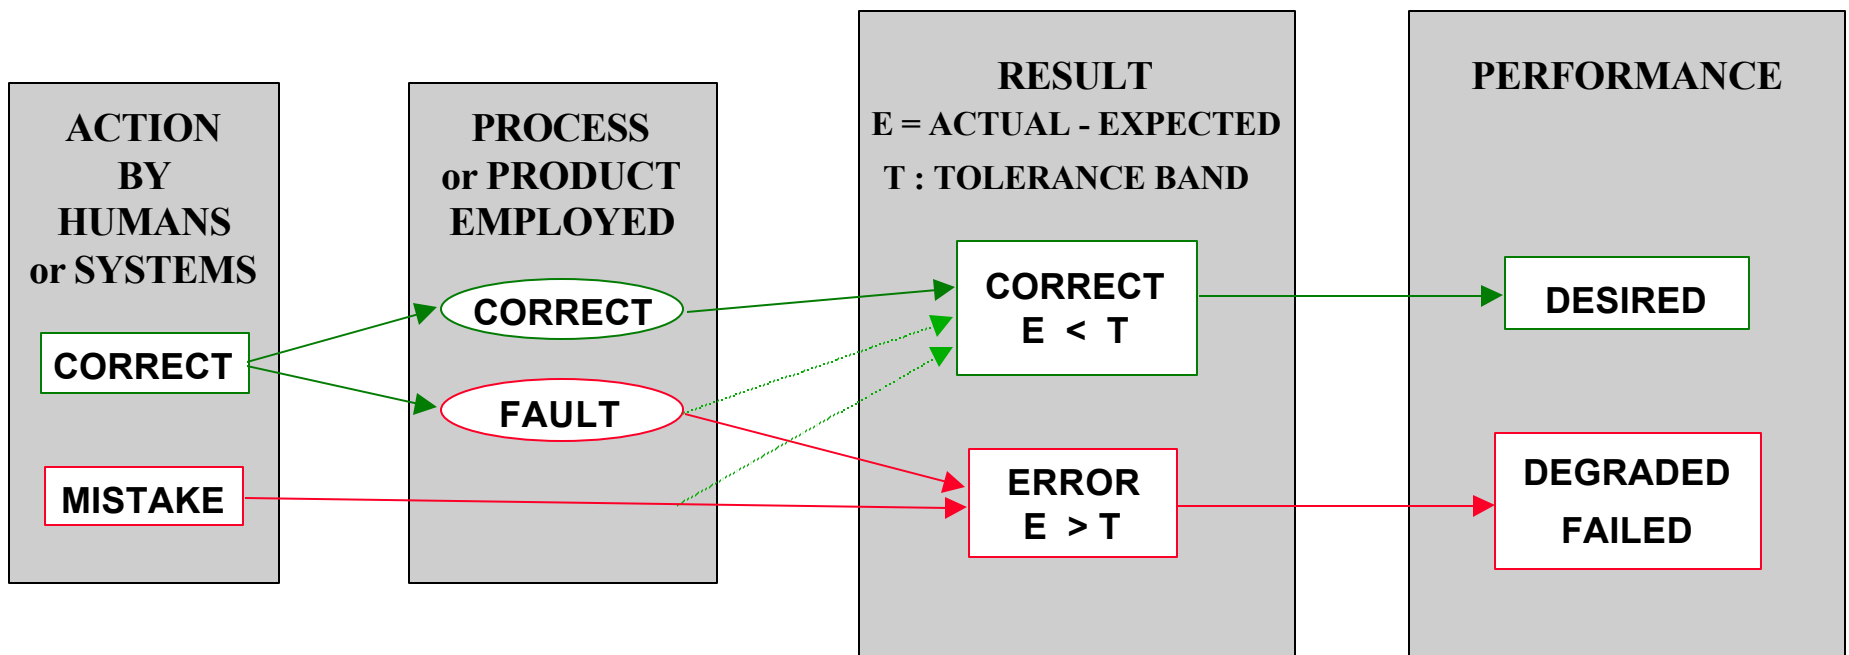 ACTION
BY
HUMANS
or SYSTEMS
CORRECT
MISTAKE
PROCESS
or PRODUCT
EMPLOYED
CORRECT
FAULT
RESULT
E = ACTUAL - EXPECTED
T : TOLERANCE BAND
CORRECT
E < T
ERROR
E > T
PERFORMANCE
DESIRED
DEGRADED
FAILED